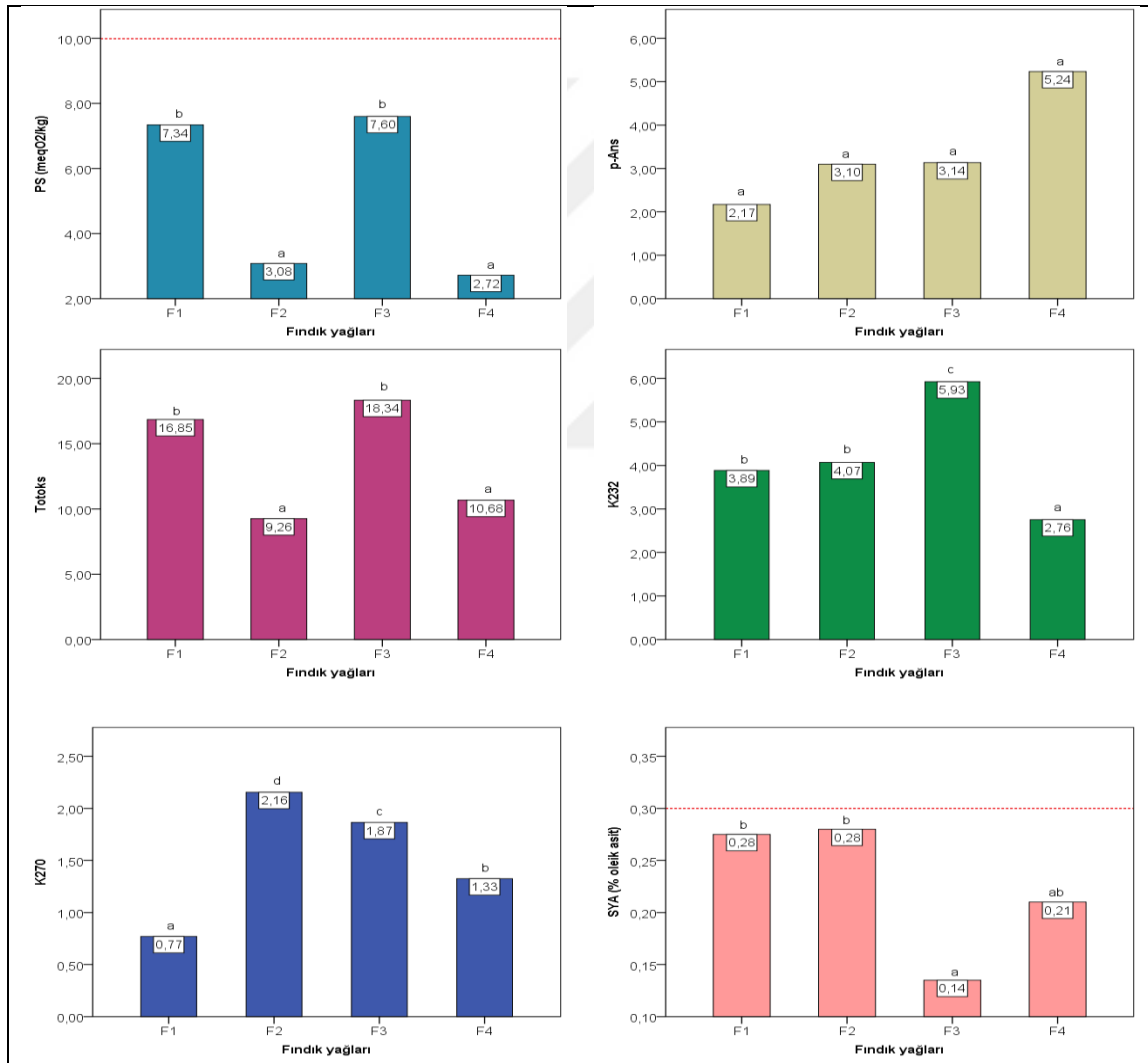 PS (meqO2/kg)
10,00
8,00
6,00
4,00
2,00
b
7,34
a
3,08
b
7,60
a
2,72
F1 F2 F3 F4
Fındık yağları
p-Ans
6,00
5,00
4,00
3,00
2,00
1,00
0,00
a
2,17
a
3,10
a
3,14
a
5,24
F1 F2 F3 F4
Fındık yağları
Totoks
20,00
15,00
10,00
5,00
0,00
b
16,85
a
9,26
b
18,34
a
10,68
F1 F2 F3 F4
Fındık yağları
K232
6,00
5,00
4,00
3,00
2,00
1,00
0,00
b
3,89
b
4,07
c
5,93
a
2,76
F1 F2 F3 F4
Fındık yağları
K270
2,50
2,00
1,50
1,00
0,50
0,00
a
0,77
d
2,16
c
1,87
b
1,33
F1 F2 F3 F4
Fındık yağları
SYA (% oleik asit)
0,35
0,30
0,25
0,20
0,15
0,10
b
0,28
b
0,28
a
0,14
ab
0,21
F1 F2 F3 F4
Fındık yağları